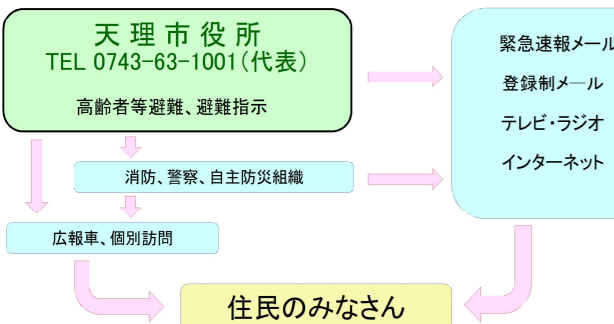 天理市役所
TEL 0743-63-1001(代表)
高齢者等避難、避難指示
緊急速報メール
登録制メール
テレビ・ラジオ
インターネット
消防、警察、自主防災組織
広報車、個別訪問
住民のみなさん